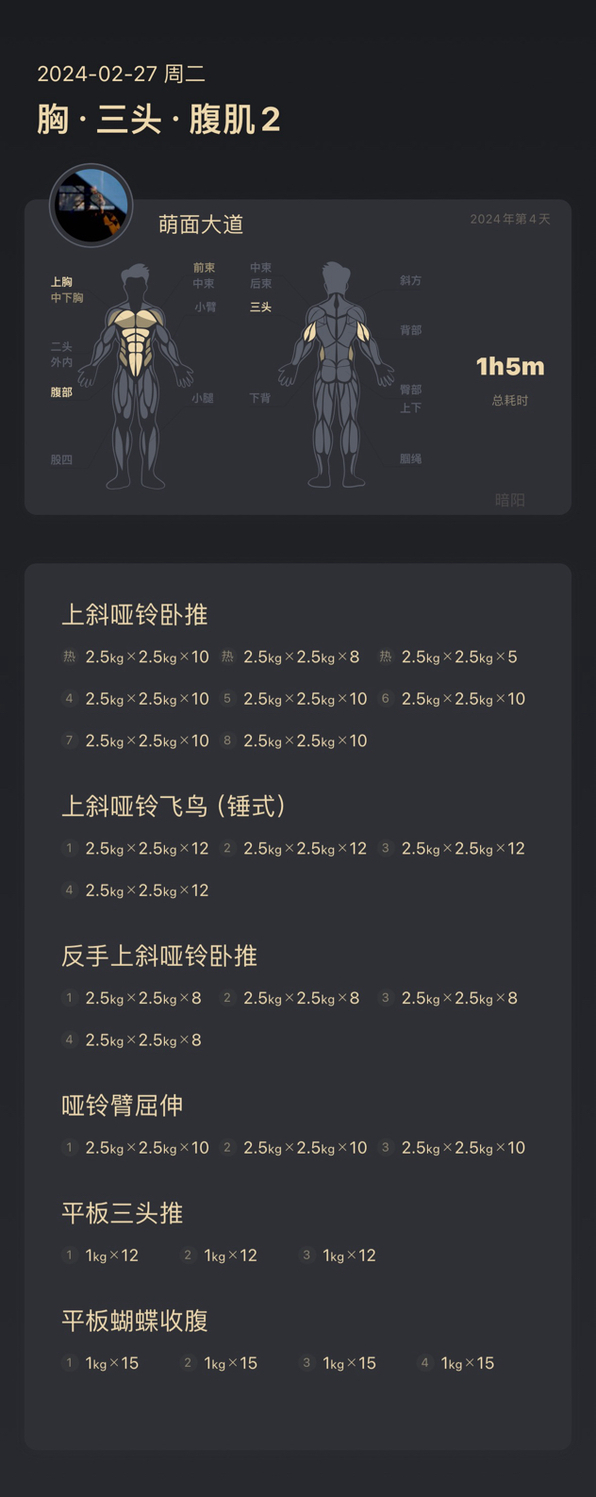 2024-02-27 周二
胸 · 三头 · 腹肌 2
萌面大道
2024年第4天
上胸
中下胸
前束
中束
小臂
二头
外内
腹部
小腿
股四
中束
后束
三头
斜方
背部
下背
臀部
上下
腘绳
1h5m
总耗时
暗阳
上斜哑铃卧推
热 2.5kg×2.5kg×10 热 2.5kg×2.5kg×8 热 2.5kg×2.5kg×5
4 2.5kg×2.5kg×10 5 2.5kg×2.5kg×10 6 2.5kg×2.5kg×10
7 2.5kg×2.5kg×10 8 2.5kg×2.5kg×10
上斜哑铃飞鸟（锤式）
1 2.5kg×2.5kg×12 2 2.5kg×2.5kg×12 3 2.5kg×2.5kg×12
4 2.5kg×2.5kg×12
反手上斜哑铃卧推
1 2.5kg×2.5kg×8 2 2.5kg×2.5kg×8 3 2.5kg×2.5kg×8
4 2.5kg×2.5kg×8
哑铃臂屈伸
1 2.5kg×2.5kg×10 2 2.5kg×2.5kg×10 3 2.5kg×2.5kg×10
平板三头推
1 1kg×12 2 1kg×12 3 1kg×12
平板蝴蝶收腹
1 1kg×15 2 1kg×15 3 1kg×15 4 1kg×15